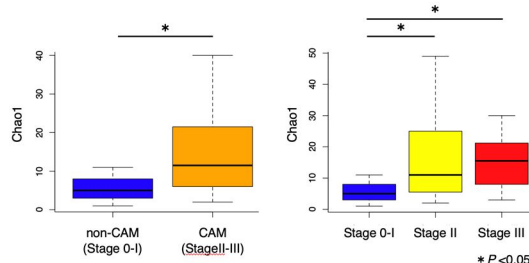 *
Chao1
40
30
20
10
0
non-CAM
(Stage 0-I)
CAM
(StageII-III)
*
*
Chao1
50
40
30
20
10
0
Stage 0-I
Stage II
Stage III
* P<0.05